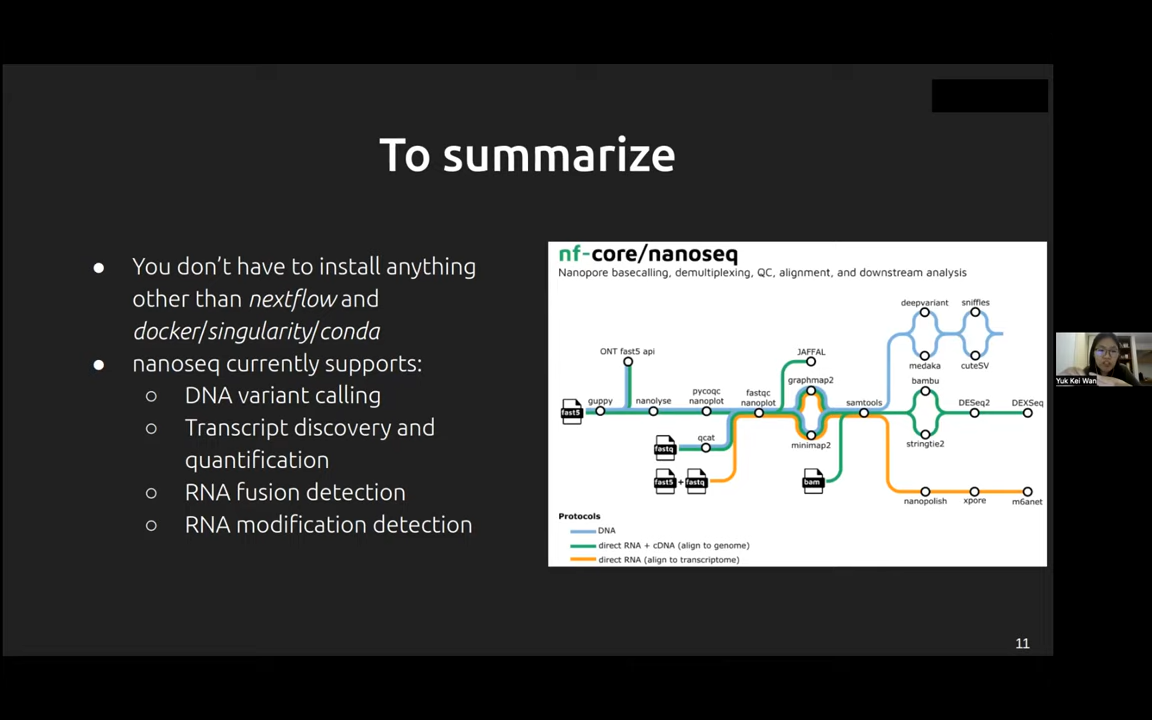 To summarize
● You don't have to install anything
other than nextflow and
docker/singularity/conda
● nanoseq currently supports:
○ DNA variant calling
○ Transcript discovery and
quantification
○ RNA fusion detection
○ RNA modification detection
nf-core/nanoseq
Nanopore basecalling, demultiplexing, QC, alignment, and downstream analysis
deepvariant
sniffles
medaka
cuteSV
ONT fast5 api
JAFFAL
graphmap2
bambu
fast5
guppy
nanolyse
pycoqc
nanoplot
fastqc
nanoplot
samtools
DESeq2
DEXSeq
fastq
qcat
minimap2
stringtie2
fast5
+
fastq
bam
nanopolish
xpore
m6anet
Protocols
DNA
direct RNA + cDNA (align to genome)
direct RNA (align to transcriptome)
Yuk Kei Wan
11